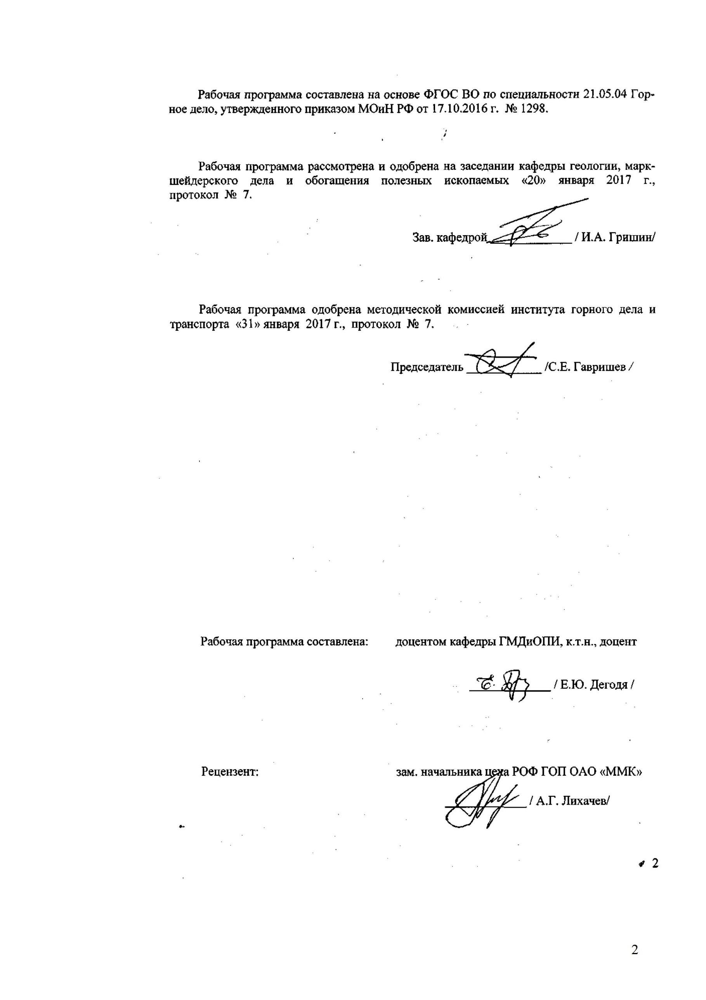 Рабочая программа составлена на основе ФГОС ВО по специальности 21.05.04 Гор-
ное дело, утвержденного приказом МОиН РФ от 17.10.2016 г. № 1298.
Рабочая программа рассмотрена и одобрена на заседании кафедры геологии, марк-
шейдерского дела и обогащения полезных ископаемых «20» января 2017 г.,
протокол № 7.
Зав. кафедрой / И.А. Гришин/
Рабочая программа одобрена методической комиссией института горного дела и
транспорта «31» января 2017 г., протокол № 7.
Председатель /С.Е. Гавришев /
Рабочая программа составлена: доцентом кафедры ГМДиОПИ, к.т.н., доцент
/ Е.Ю. Дегодя /
Рецензент: зам. начальника цеха РОФ ГОП ОАО «ММК»
/ А.Г. Лихачев/
2
2